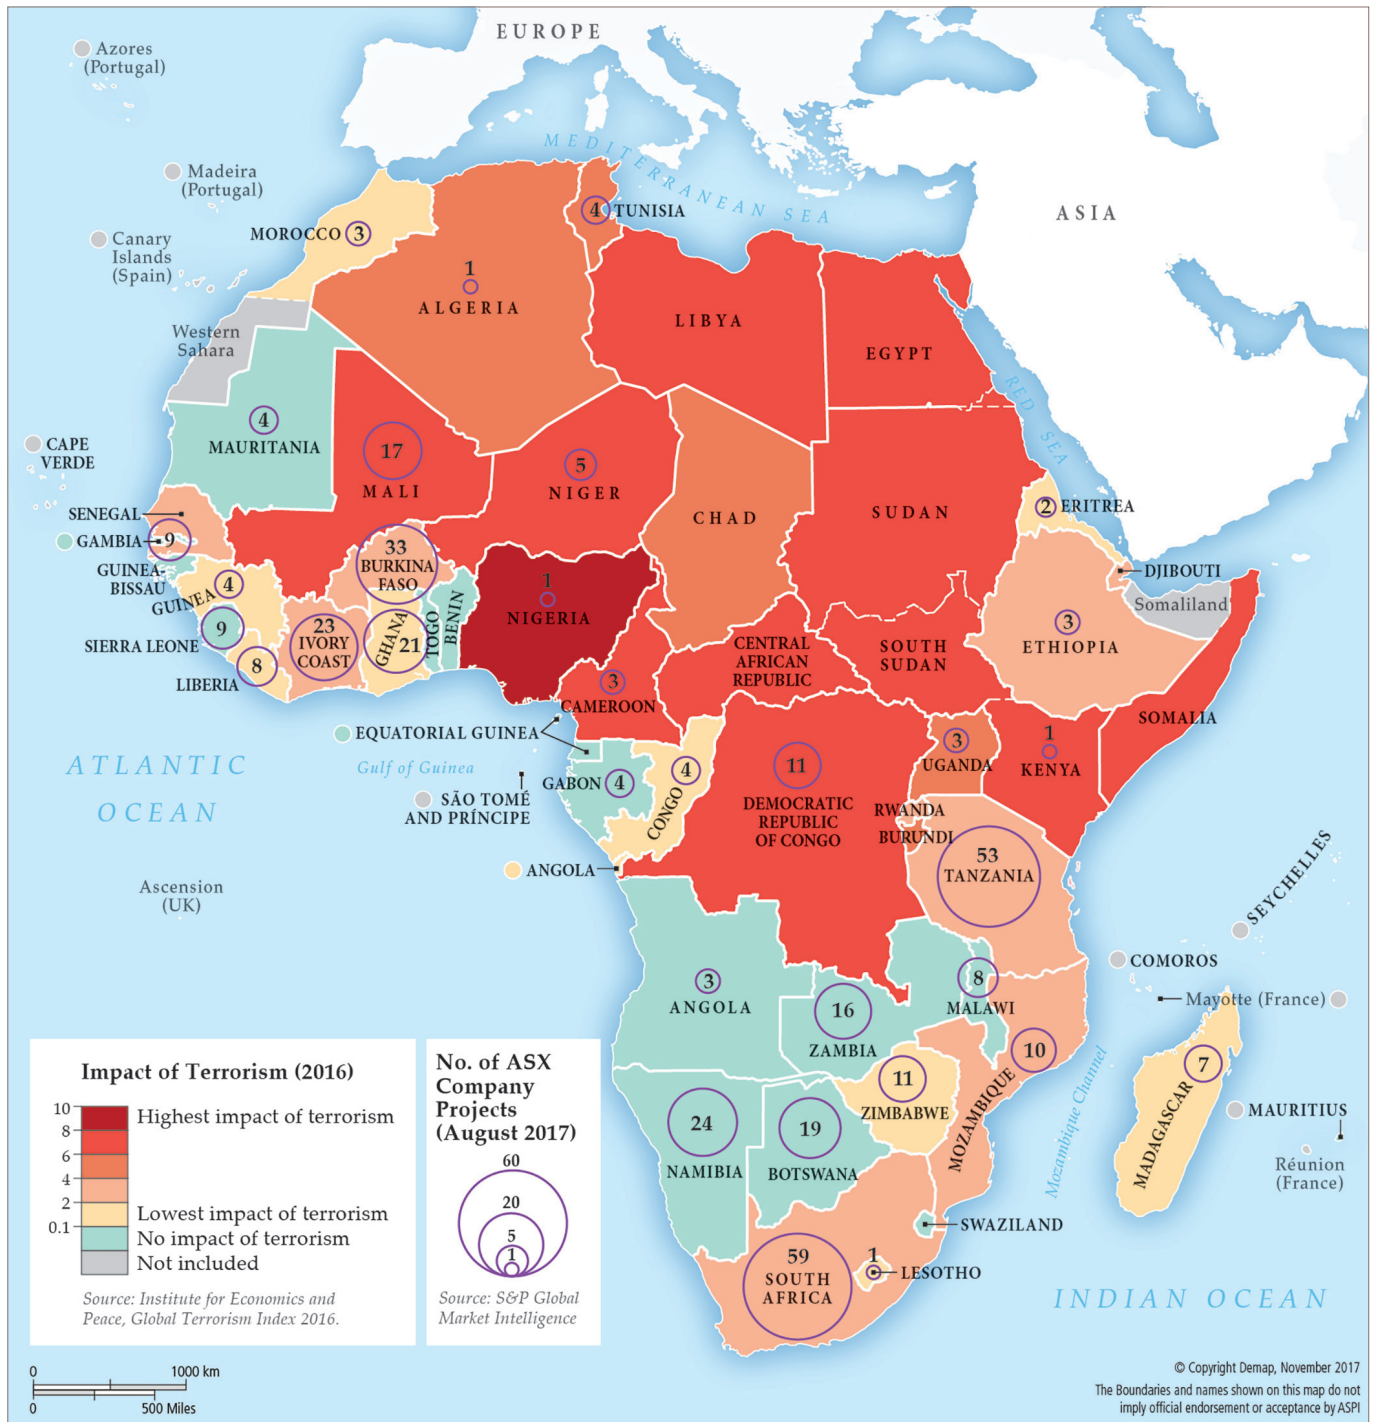 EUROPE
Azores
(Portugal)
MEDITERRANEAN SEA
Madeira
(Portugal)
ASIA
4
TUNISIA
MOROCCO
3
Canary
Islands
(Spain)
1
ALGERIA
LIBYA
EGYPT
Western
Sahara
RED SEA
4
MAURITANIA
CAPE
VERDE
17
MALI
5
NIGER
CHAD
SUDAN
2
ERITREA
SENEGAL
GAMBIA
9
GUINEA-
BISSAU
33
BURKINA
FASO
DJIBOUTI
Somaliland
4
GUINEA
1
NIGERIA
BENIN
TOGO
GHANA
21
23
IVORY
COAST
9
SIERRA LEONE
8
LIBERIA
3
ETHIOPIA
CENTRAL
AFRICAN
REPUBLIC
SOUTH
SUDAN
3
CAMEROON
SOMALIA
EQUATORIAL GUINEA
3
UGANDA
1
KENYA
ATLANTIC
OCEAN
Gulf of Guinea
GABON
4
4
CONGO
11
DEMOCRATIC
REPUBLIC
OF CONGO
SÃO TOMÉ
AND PRÍNCIPE
RWANDA
BURUNDI
53
TANZANIA
ANGOLA
Ascension
(UK)
SEYCHELLES
COMOROS
3
ANGOLA
8
MALAWI
Mayotte (France)
16
ZAMBIA
10
MOZAMBIQUE
Mozambique Channel
7
MADAGASCAR
11
ZIMBABWE
MAURITIUS
24
NAMIBIA
19
BOTSWANA
Réunion
(France)
SWAZILAND
59
SOUTH
AFRICA
1
LESOTHO
INDIAN OCEAN
Impact of Terrorism (2016)
10
Highest impact of terrorism
8
6
4
2
Lowest impact of terrorism
0.1
No impact of terrorism
Not included
Source: Institute for Economics and
Peace, Global Terrorism Index 2016.
No. of ASX
Company
Projects
(August 2017)
60
20
5
1
Source: S&P Global
Market Intelligence
0 1000 km
0 500 Miles
© Copyright Demap, November 2017
The Boundaries and names shown on this map do not
imply official endorsement or acceptance by ASPI